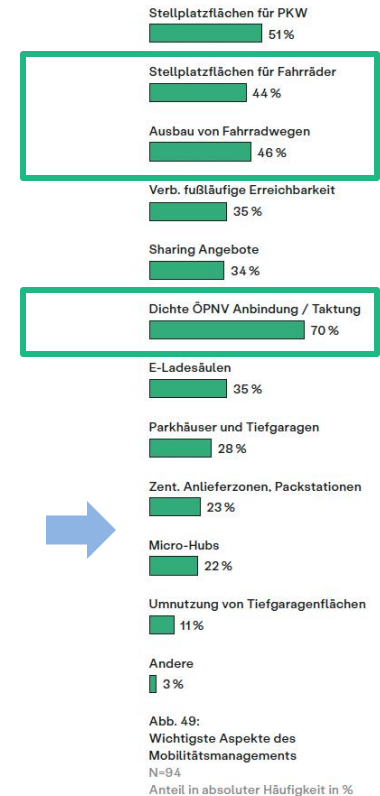 Stellplatzflächen für PKW
51 %
Stellplatzflächen für Fahrräder
44 %
Ausbau von Fahrradwegen
46 %
Verb. fußläufige Erreichbarkeit
35 %
Sharing Angebote
34 %
Dichte ÖPNV Anbindung / Taktung
70 %
E-Ladesäulen
35 %
Parkhäuser und Tiefgaragen
28 %
Zent. Anlieferzonen, Packstationen
23 %
Micro-Hubs
22 %
Umnutzung von Tiefgaragenflächen
11 %
Andere
3 %
Abb. 49:
Wichtigste Aspekte des
Mobilitätsmanagements
N=94
Anteil in absoluter Häufigkeit in %